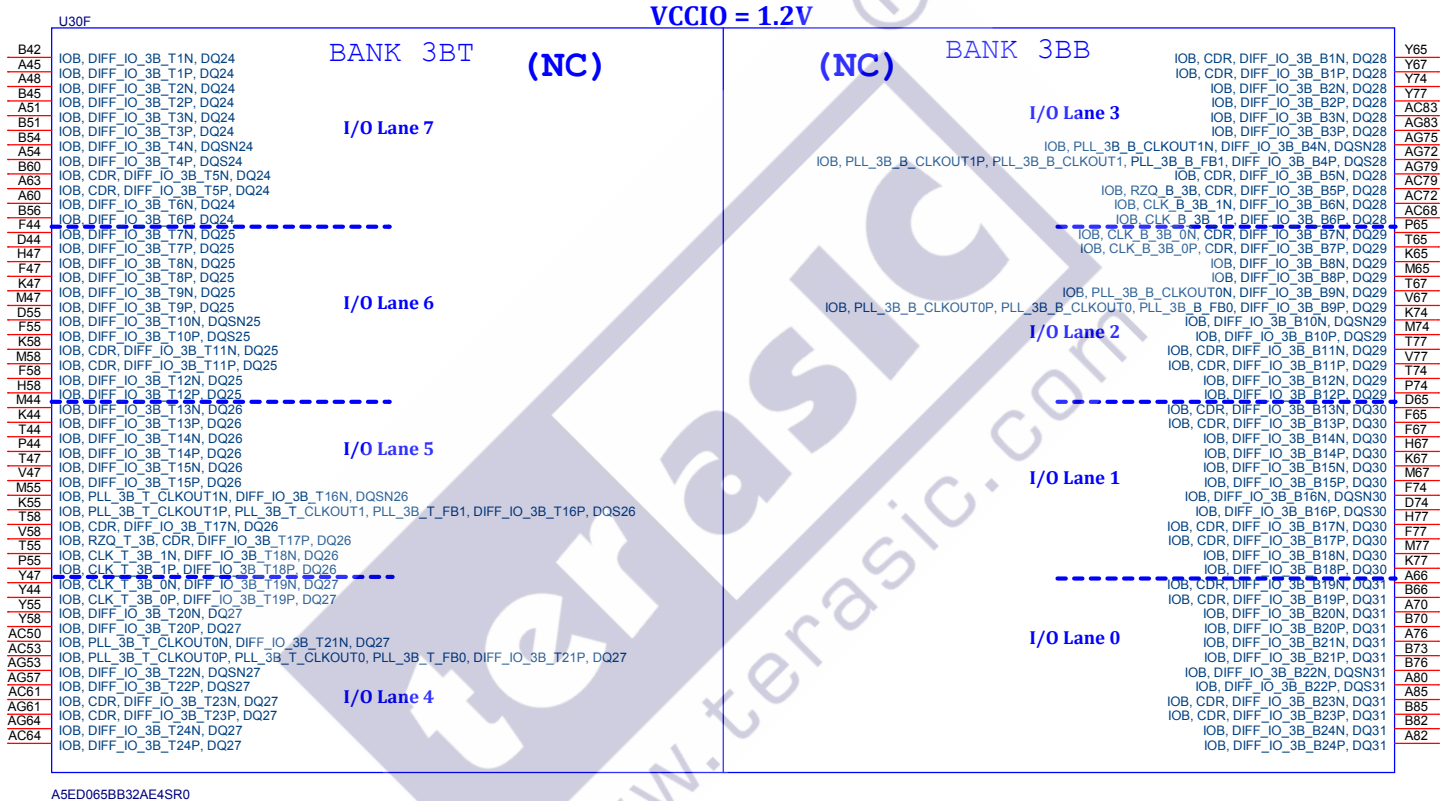 VCCIO = 1.2V
U30F
BANK 3BT
(NC)
(NC)
BANK 3BB
B42 IOB, DIFF_IO_3B_T1N, DQ24
A45 IOB, DIFF_IO_3B_T1P, DQ24
A48 IOB, DIFF_IO_3B_T2N, DQ24
B45 IOB, DIFF_IO_3B_T2P, DQ24
A51 IOB, DIFF_IO_3B_T3N, DQ24
B51 IOB, DIFF_IO_3B_T3P, DQ24
B54 IOB, DIFF_IO_3B_T4N, DQSN24
A54 IOB, DIFF_IO_3B_T4P, DQS24
B60 IOB, CDR, DIFF_IO_3B_T5N, DQ24
A63 IOB, CDR, DIFF_IO_3B_T5P, DQ24
A60 IOB, DIFF_IO_3B_T6N, DQ24
B56 IOB, DIFF_IO_3B_T6P, DQ24
I/O Lane 7
F44 IOB, DIFF_IO_3B_T7N, DQ25
D44 IOB, DIFF_IO_3B_T7P, DQ25
H47 IOB, DIFF_IO_3B_T8N, DQ25
F47 IOB, DIFF_IO_3B_T8P, DQ25
K47 IOB, DIFF_IO_3B_T9N, DQ25
M47 IOB, DIFF_IO_3B_T9P, DQ25
D55 IOB, DIFF_IO_3B_T10N, DQSN25
F55 IOB, DIFF_IO_3B_T10P, DQS25
K58 IOB, CDR, DIFF_IO_3B_T11N, DQ25
M58 IOB, CDR, DIFF_IO_3B_T11P, DQ25
F58 IOB, DIFF_IO_3B_T12N, DQ25
H58 IOB, DIFF_IO_3B_T12P, DQ25
I/O Lane 6
M44 IOB, DIFF_IO_3B_T13N, DQ26
K44 IOB, DIFF_IO_3B_T13P, DQ26
T44 IOB, DIFF_IO_3B_T14N, DQ26
P44 IOB, DIFF_IO_3B_T14P, DQ26
T47 IOB, DIFF_IO_3B_T15N, DQ26
V47 IOB, DIFF_IO_3B_T15P, DQ26
M55 IOB, PLL_3B_T_CLKOUT1N, DIFF_IO_3B_T16N, DQSN26
K55 IOB, PLL_3B_T_CLKOUT1P, PLL_3B_T_CLKOUT1, PLL_3B_T_FB1, DIFF_IO_3B_T16P, DQS26
T58 IOB, CDR, DIFF_IO_3B_T17N, DQ26
V58 IOB, RZQ_T_3B, CDR, DIFF_IO_3B_T17P, DQ26
T55 IOB, CLK_T_3B_1N, DIFF_IO_3B_T18N, DQ26
P55 IOB, CLK_T_3B_1P, DIFF_IO_3B_T18P, DQ26
I/O Lane 5
Y47 IOB, CLK_T_3B_0N, DIFF_IO_3B_T19N, DQ27
Y44 IOB, CLK_T_3B_0P, DIFF_IO_3B_T19P, DQ27
Y55 IOB, DIFF_IO_3B_T20N, DQ27
Y58 IOB, DIFF_IO_3B_T20P, DQ27
AC50 IOB, PLL_3B_T_CLKOUT0N, DIFF_IO_3B_T21N, DQ27
AC53 IOB, PLL_3B_T_CLKOUT0P, PLL_3B_T_CLKOUT0, PLL_3B_T_FB0, DIFF_IO_3B_T21P, DQ27
AG53 IOB, DIFF_IO_3B_T22N, DQSN27
AG57 IOB, DIFF_IO_3B_T22P, DQS27
AC61 IOB, CDR, DIFF_IO_3B_T23N, DQ27
AG61 IOB, CDR, DIFF_IO_3B_T23P, DQ27
AG64 IOB, DIFF_IO_3B_T24N, DQ27
AC64 IOB, DIFF_IO_3B_T24P, DQ27
I/O Lane 4
IOB, CDR, DIFF_IO_3B_B1N, DQ28 Y65
IOB, CDR, DIFF_IO_3B_B1P, DQ28 Y67
IOB, DIFF_IO_3B_B2N, DQ28 Y74
IOB, DIFF_IO_3B_B2P, DQ28 Y77
IOB, DIFF_IO_3B_B3N, DQ28 AC83
IOB, DIFF_IO_3B_B3P, DQ28 AG83
IOB, PLL_3B_B_CLKOUT1N, DIFF_IO_3B_B4N, DQSN28 AG75
IOB, PLL_3B_B_CLKOUT1P, PLL_3B_B_CLKOUT1, PLL_3B_B_FB1, DIFF_IO_3B_B4P, DQS28 AG72
IOB, CDR, DIFF_IO_3B_B5N, DQ28 AG79
IOB, RZQ_B_3B, CDR, DIFF_IO_3B_B5P, DQ28 AC79
IOB, CLK_B_3B_1N, DIFF_IO_3B_B6N, DQ28 AC72
IOB, CLK_B_3B_1P, DIFF_IO_3B_B6P, DQ28 AC68
I/O Lane 3
IOB, CLK_B_3B_0N, CDR, DIFF_IO_3B_B7N, DQ29 P65
IOB, CLK_B_3B_0P, CDR, DIFF_IO_3B_B7P, DQ29 T65
IOB, DIFF_IO_3B_B8N, DQ29 K65
IOB, DIFF_IO_3B_B8P, DQ29 M65
IOB, PLL_3B_B_CLKOUT0N, DIFF_IO_3B_B9N, DQ29 T67
IOB, PLL_3B_B_CLKOUT0P, PLL_3B_B_CLKOUT0, PLL_3B_B_FB0, DIFF_IO_3B_B9P, DQ29 V67
IOB, DIFF_IO_3B_B10N, DQSN29 K74
IOB, DIFF_IO_3B_B10P, DQS29 M74
IOB, CDR, DIFF_IO_3B_B11N, DQ29 T77
IOB, CDR, DIFF_IO_3B_B11P, DQ29 V77
IOB, DIFF_IO_3B_B12N, DQ29 T74
IOB, DIFF_IO_3B_B12P, DQ29 P74
I/O Lane 2
IOB, CDR, DIFF_IO_3B_B13N, DQ30 D65
IOB, CDR, DIFF_IO_3B_B13P, DQ30 F65
IOB, DIFF_IO_3B_B14N, DQ30 F67
IOB, DIFF_IO_3B_B14P, DQ30 H67
IOB, DIFF_IO_3B_B15N, DQ30 K67
IOB, DIFF_IO_3B_B15P, DQ30 M67
IOB, DIFF_IO_3B_B16N, DQSN30 F74
IOB, DIFF_IO_3B_B16P, DQS30 D74
IOB, CDR, DIFF_IO_3B_B17N, DQ30 H77
IOB, CDR, DIFF_IO_3B_B17P, DQ30 F77
IOB, DIFF_IO_3B_B18N, DQ30 M77
IOB, DIFF_IO_3B_B18P, DQ30 K77
I/O Lane 1
IOB, CDR, DIFF_IO_3B_B19N, DQ31 A66
IOB, CDR, DIFF_IO_3B_B19P, DQ31 B66
IOB, DIFF_IO_3B_B20N, DQ31 A70
IOB, DIFF_IO_3B_B20P, DQ31 B70
IOB, DIFF_IO_3B_B21N, DQ31 A76
IOB, DIFF_IO_3B_B21P, DQ31 B73
IOB, DIFF_IO_3B_B22N, DQSN31 B76
IOB, DIFF_IO_3B_B22P, DQS31 A80
IOB, CDR, DIFF_IO_3B_B23N, DQ31 A85
IOB, CDR, DIFF_IO_3B_B23P, DQ31 B85
IOB, DIFF_IO_3B_B24N, DQ31 B82
IOB, DIFF_IO_3B_B24P, DQ31 A82
I/O Lane 0
A5ED065BB32AE4SR0
terasic
www.terasic.com